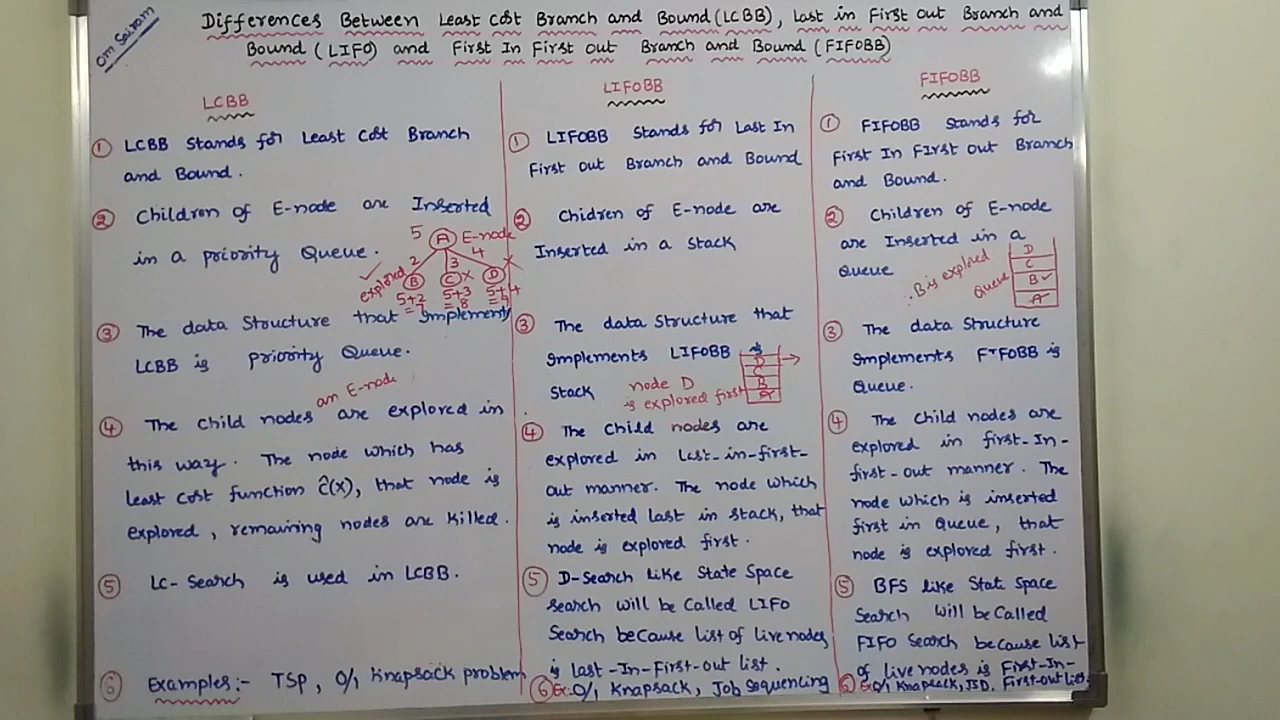 Om Sairam
Differences Between Least Cost Branch and Bound (LCBB), Last in First out Branch and
Bound (LIFO) and First In First out Branch and Bound (FIFOBB)
LCBB
① LCBB Stands for Least Cost Branch
and Bound.
② Children of E-node are Inserted
in a priority Queue.
5 A E-node
2 3 4
✓ explored B C x D x
5+2 5+3 5+4
= 7 = 8 = 9
③ The data Structure that Implements
LCBB is priority Queue.
an E-node
④ The child nodes are explored in
this way. The node which has
least cost function ĉ(x), that node is
explored, remaining nodes are killed.
⑤ LC-Search is used in LCBB.
⑥ Examples:- TSP, 0/1 Knapsack problem
LIFOBB
① LIFOBB Stands for Last In
First out Branch and Bound
② Chidren of E-node are
Inserted in a stack
③ The data Structure that
Implements LIFOBB is
Stack
node D
is explored first
D
C
B
A
④ The child nodes are
explored in last-in-first-
out manner. The node which
is inserted last in stack, that
node is explored first.
⑤ D-Search like State Space
Search will be Called LIFO
Search because list of live nodes
is last-In-First-out list.
⑥ Ex:- 0/1 Knapsack, Job Sequencing
FIFOBB
① FIFOBB stands for
First In First out Branch
and Bound.
② Children of E-node
are Inserted in a
Queue
∴ B is explored
Queue
D
C
B ✓
A
③ The data Structure
Implements FIFOBB is
Queue.
④ The child nodes are
explored in first-In-
first-out manner. The
node which is inserted
first in Queue, that
node is explored first.
⑤ BFS like State Space
Search will be Called
FIFO Search because list
of live nodes is First-In-
First-out list.
⑥ Ex: 0/1 Knapsack, JSD.